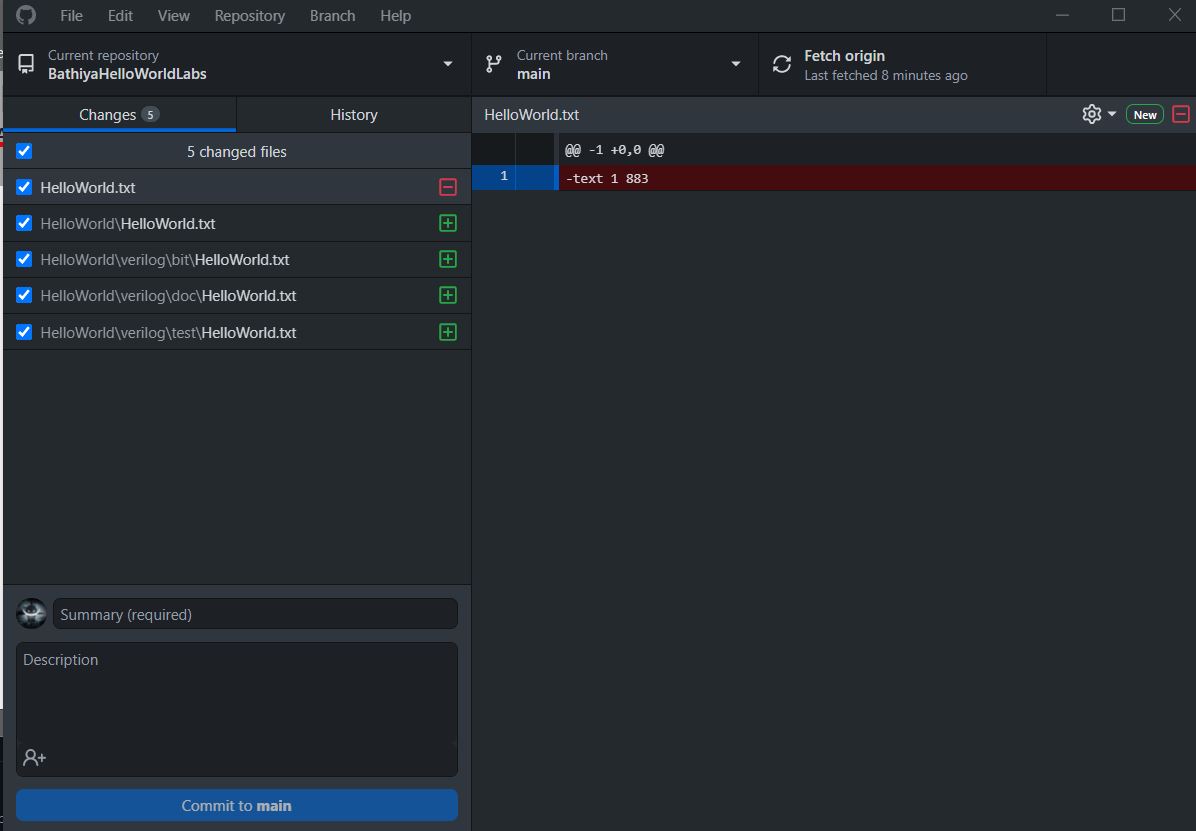 File Edit View Repository Branch Help
Current repository
BathiyaHelloWorldLabs
Current branch
main
Fetch origin
Last fetched 8 minutes ago
Changes 5
History
HelloWorld.txt
New
5 changed files
HelloWorld.txt
HelloWorld\HelloWorld.txt
HelloWorld\verilog\bit\HelloWorld.txt
HelloWorld\verilog\doc\HelloWorld.txt
HelloWorld\verilog\test\HelloWorld.txt
@@ -1 +0,0 @@
1 -text 1 883
Summary (required)
Description
Commit to main